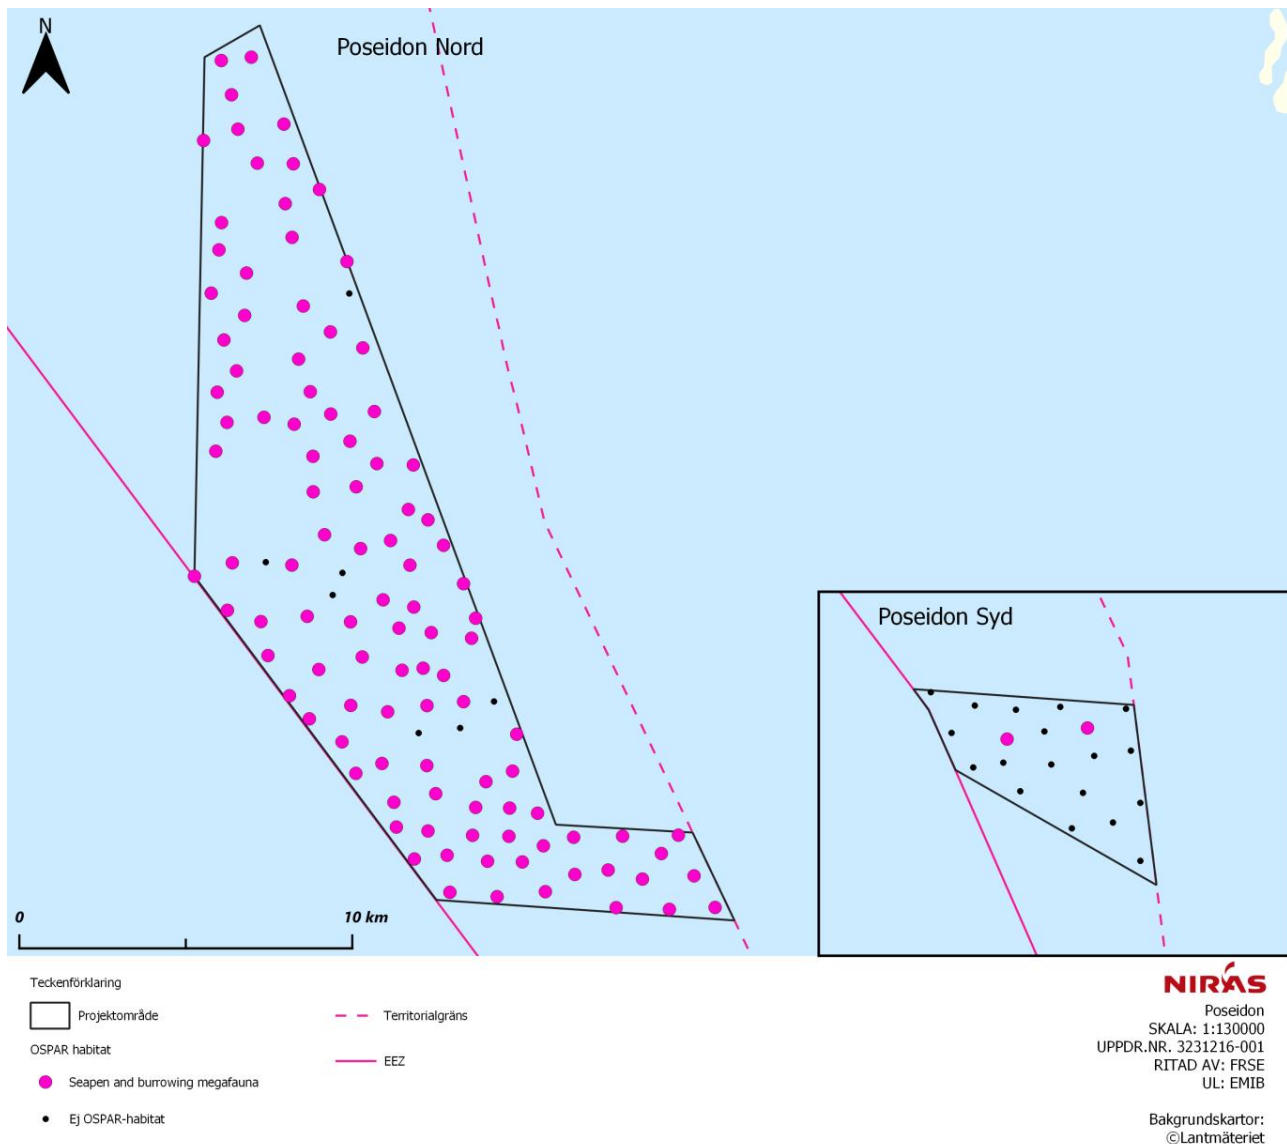 N
Poseidon Nord
Poseidon Syd
0
10 km
Teckenförklaring
Projektområde
OSPAR habitat
Seapen and burrowing megafauna
Ej OSPAR-habitat
Territorialgräns
EEZ
NIRAS
Poseidon
SKALA: 1:130000
UPPDR.NR. 3231216-001
RITAD AV: FRSE
UL: EMIB
Bakgrundskartor:
©Lantmäteriet